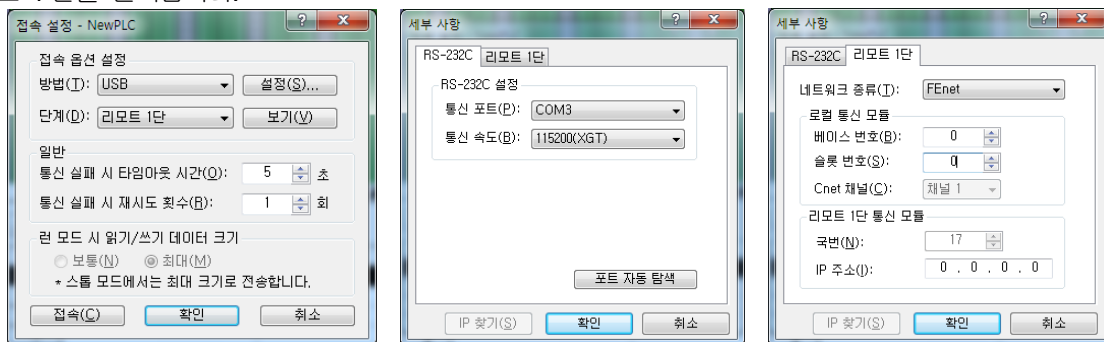 접속 설정 - NewPLC
접속 옵션 설정
방법(T): USB 설정(S)...
단계(D): 리모트 1단 보기(V)
일반
통신 실패 시 타임아웃 시간(O): 5 초
통신 실패 시 재시도 횟수(R): 1 회
런 모드 시 읽기/쓰기 데이터 크기
보통(N) 최대(M)
* 스톱 모드에서는 최대 크기로 전송합니다.
접속(C) 확인 취소
세부 사항
RS-232C 리모트 1단
RS-232C 설정
통신 포트(P): COM3
통신 속도(B): 115200(XGT)
포트 자동 탐색
IP 찾기(S) 확인 취소
세부 사항
RS-232C 리모트 1단
네트워크 종류(T): FEnet
로컬 통신 모듈
베이스 번호(B): 0
슬롯 번호(S): 0
Cnet 채널(C): 채널 1
리모트 1단 통신 모듈
국번(N): 17
IP 주소(I): 0 . 0 . 0 . 0
IP 찾기(S) 확인 취소